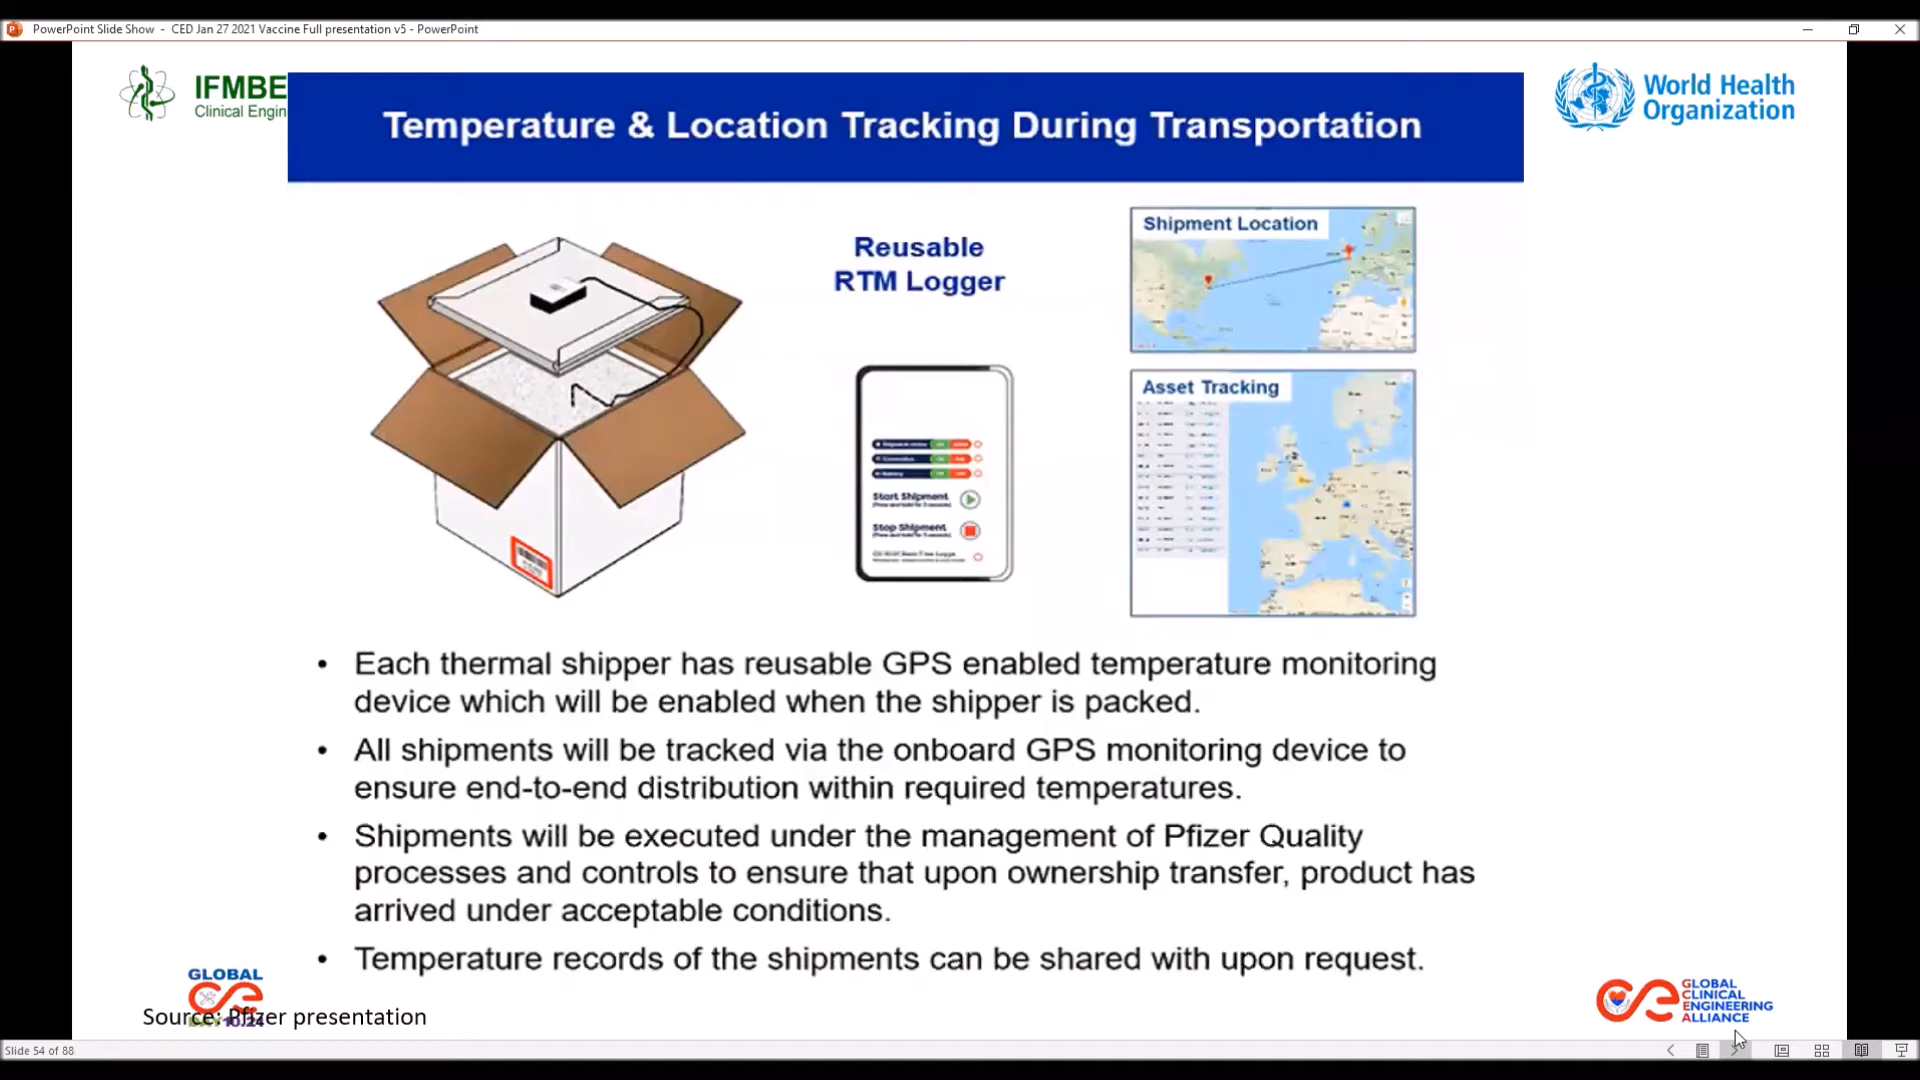 PowerPoint Slide Show - CED Jan 27 2021 Vaccine Full presentation v5 - PowerPoint
IFMBE
Clinical Engin
Temperature & Location Tracking During Transportation
World Health
Organization
Reusable
RTM Logger
Shipment Location
Asset Tracking
Start Shipment
Stop Shipment
• Each thermal shipper has reusable GPS enabled temperature monitoring
device which will be enabled when the shipper is packed.
• All shipments will be tracked via the onboard GPS monitoring device to
ensure end-to-end distribution within required temperatures.
• Shipments will be executed under the management of Pfizer Quality
processes and controls to ensure that upon ownership transfer, product has
arrived under acceptable conditions.
• Temperature records of the shipments can be shared with upon request.
GLOBAL
CE
Source: Pfizer presentation
GLOBAL
CLINICAL
ENGINEERING
ALLIANCE
Slide 54 of 88